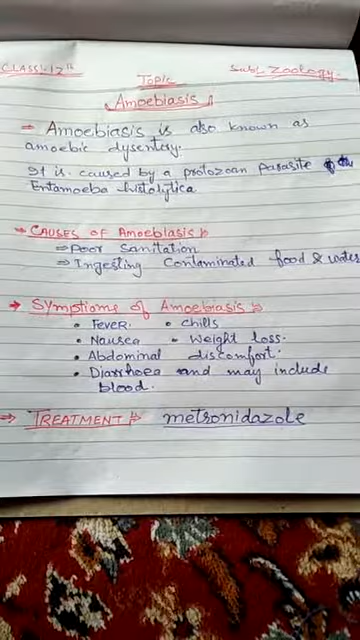 CLASS:-12th
Sub:- Zoology.
Topic
Amoebiasis
⇒ Amoebiasis is also known as
amoebic dysentery.
It is caused by a protozoan parasite
Entamoeba histolytica
→ CAUSES OF AMOEBIASIS
⇒ Poor Sanitation
⇒ Ingesting Contaminated food & water
→ Symptioms of Amoebiasis
• Fever. • chills
• Nausea • Weight loss.
• Abdominal discomfort.
• Diarrhoea and may include
blood.
⇒ TREATMENT ⇒ metronidazole